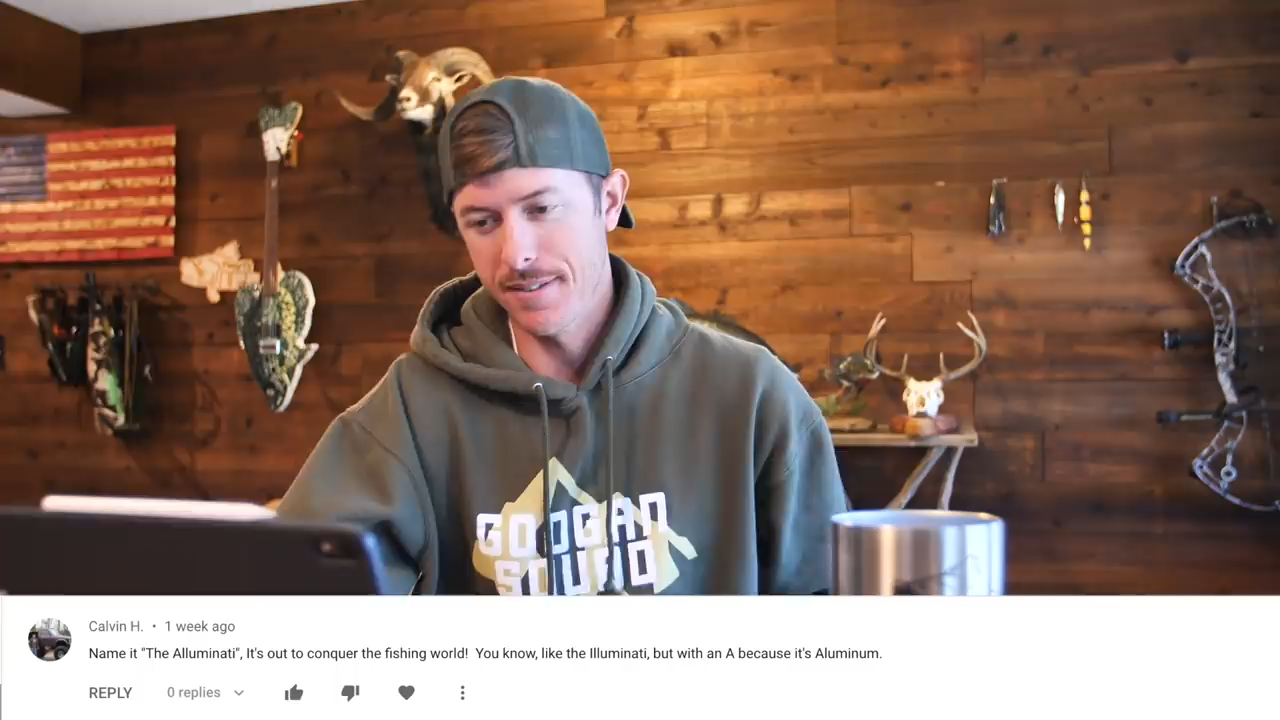 GOOGAN
SQUAD
Calvin H. • 1 week ago
Name it "The Alluminati", It's out to conquer the fishing world!  You know, like the Illuminati, but with an A because it's Aluminum.
REPLY 0 replies